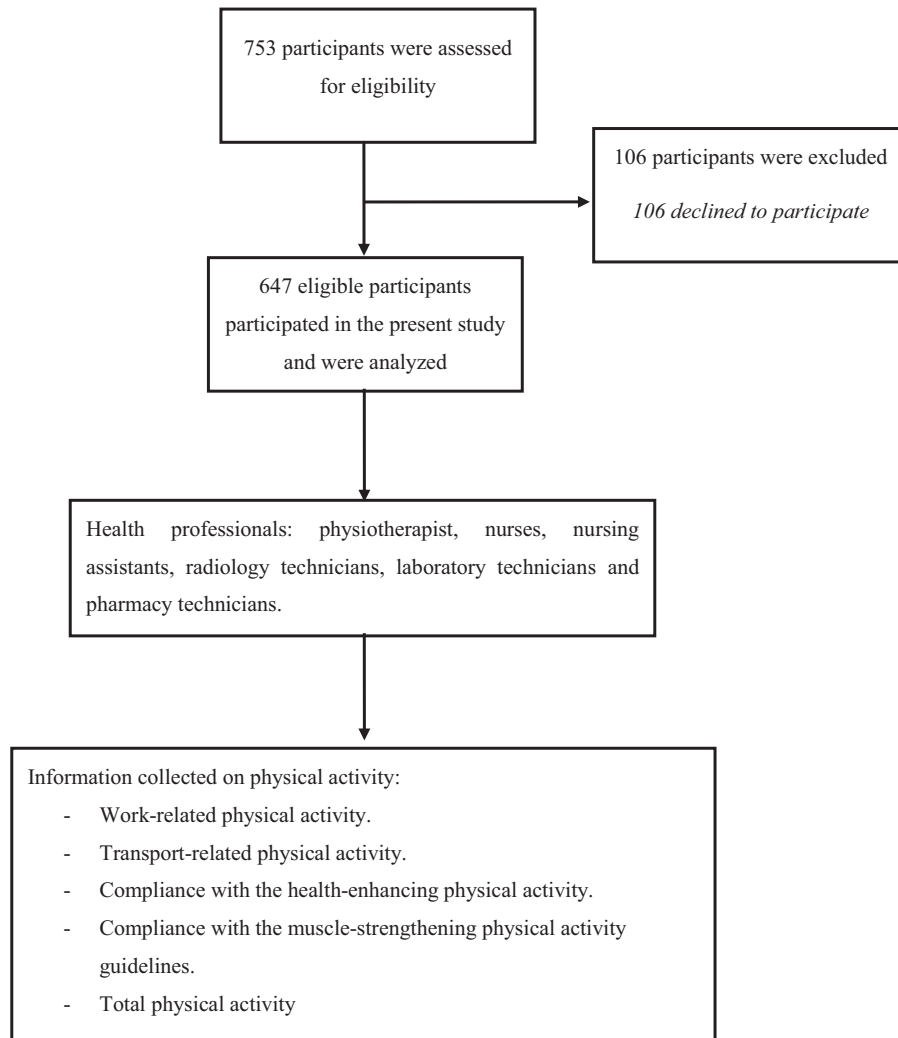 753 participants were assessed
for eligibility
106 participants were excluded
106 declined to participate
647 eligible participants
participated in the present study
and were analyzed
Health professionals: physiotherapist, nurses, nursing
assistants, radiology technicians, laboratory technicians and
pharmacy technicians.
Information collected on physical activity:
- Work-related physical activity.
- Transport-related physical activity.
- Compliance with the health-enhancing physical activity.
- Compliance with the muscle-strengthening physical activity
guidelines.
- Total physical activity